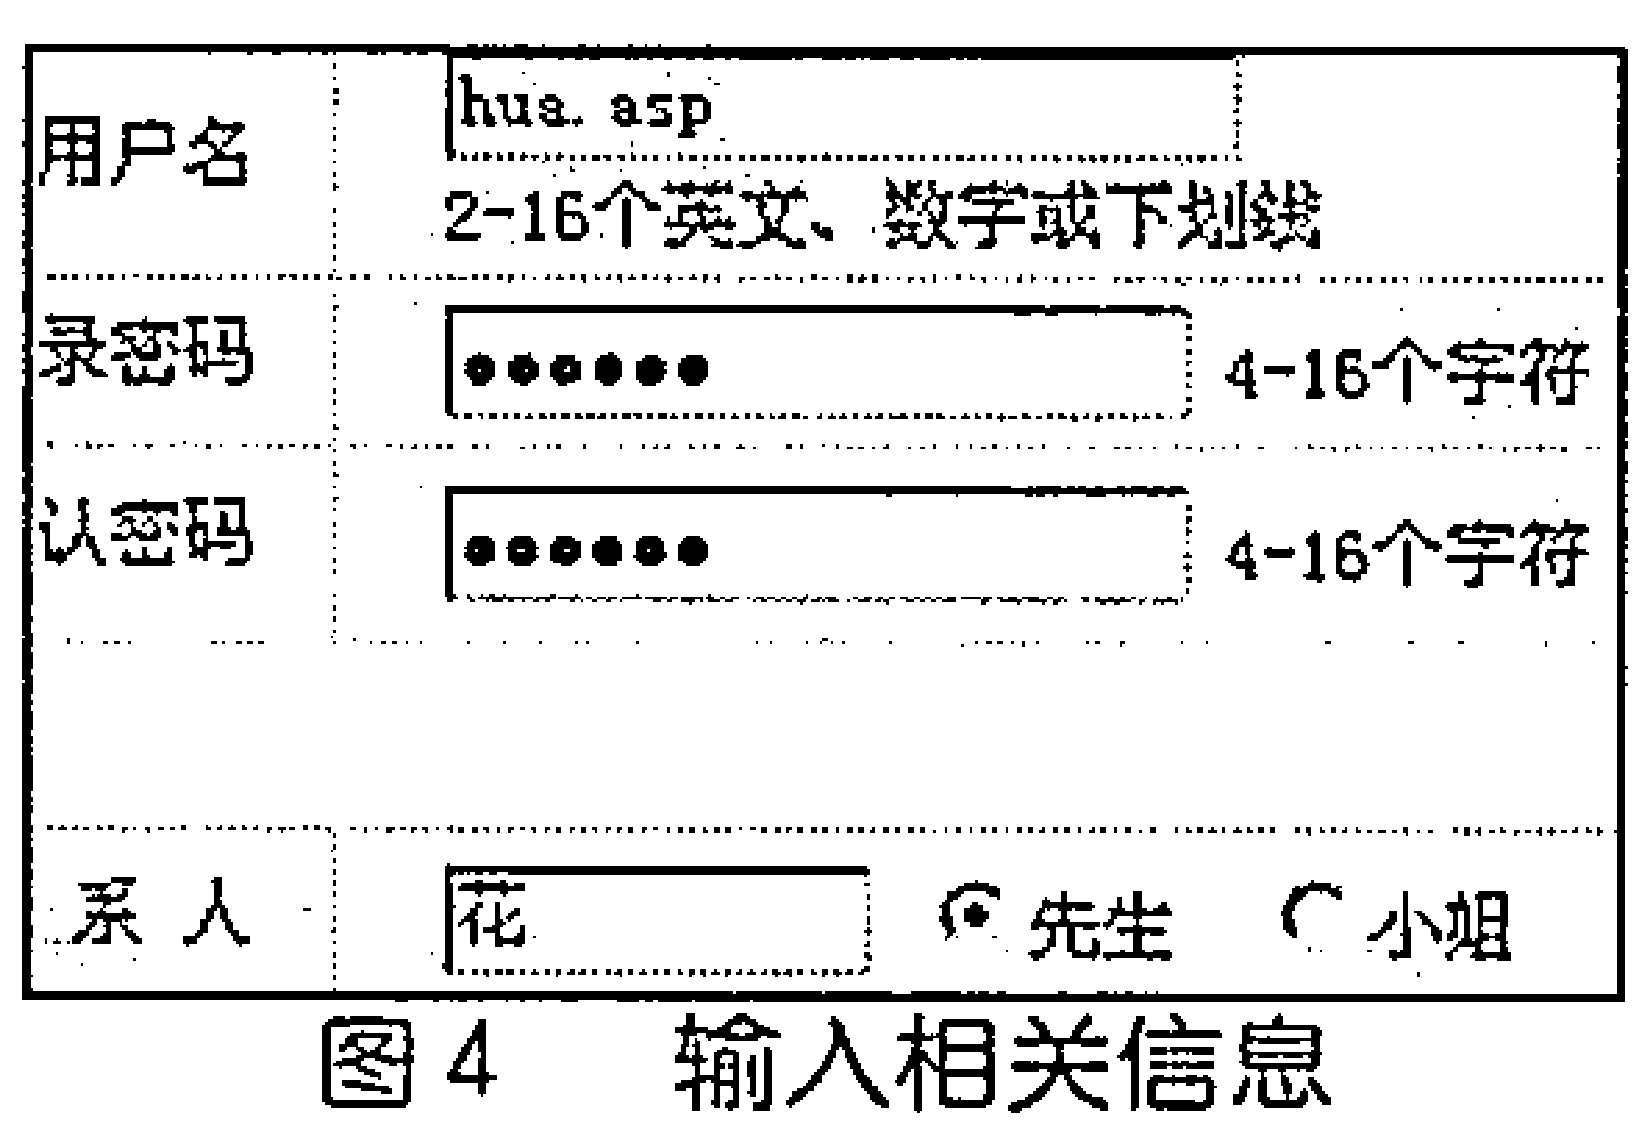 用户名 hua.asp
2-16个英文、数字或下划线
录密码 ●●●●●● 4-16个字符
认密码 ●●●●●● 4-16个字符
系 人 花 先生 小姐
图4 输入相关信息